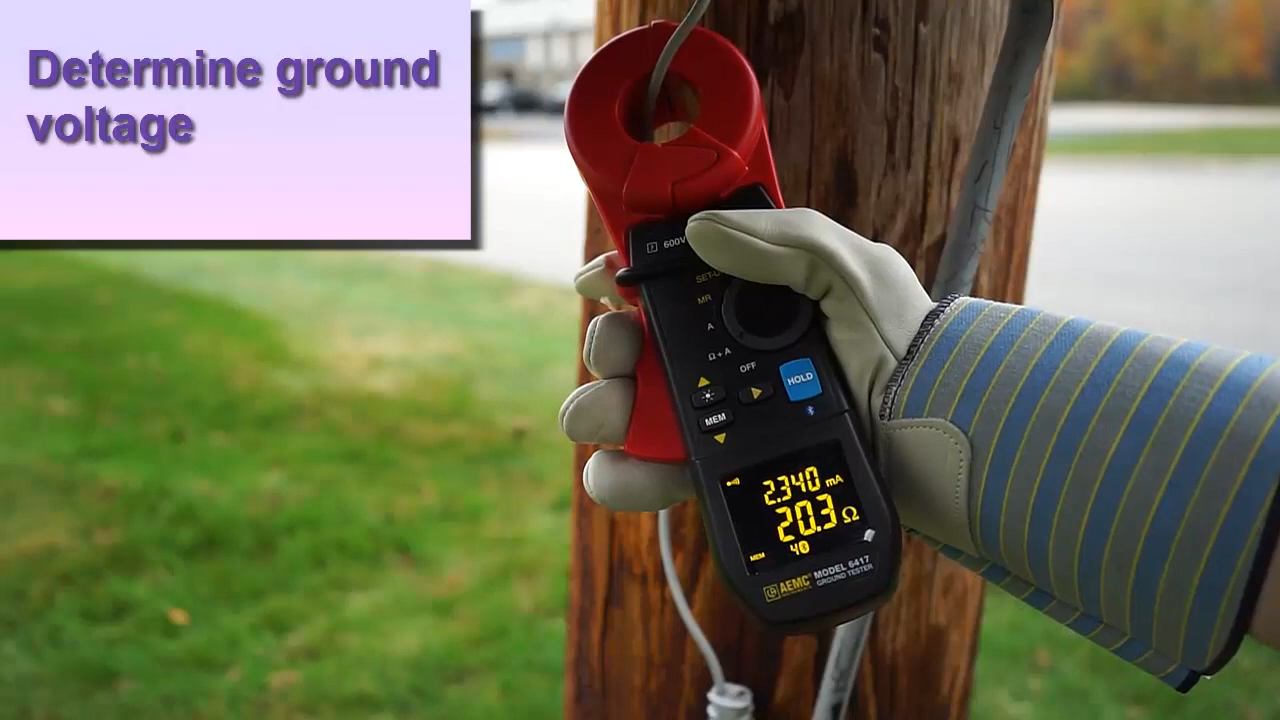 Determine ground
voltage
600V
SET-U
MR
A
Ω+A
OFF
HOLD
MEM
2.340 mA
20.3 Ω
MEM 40
AEMC
MODEL 6417
GROUND TESTER